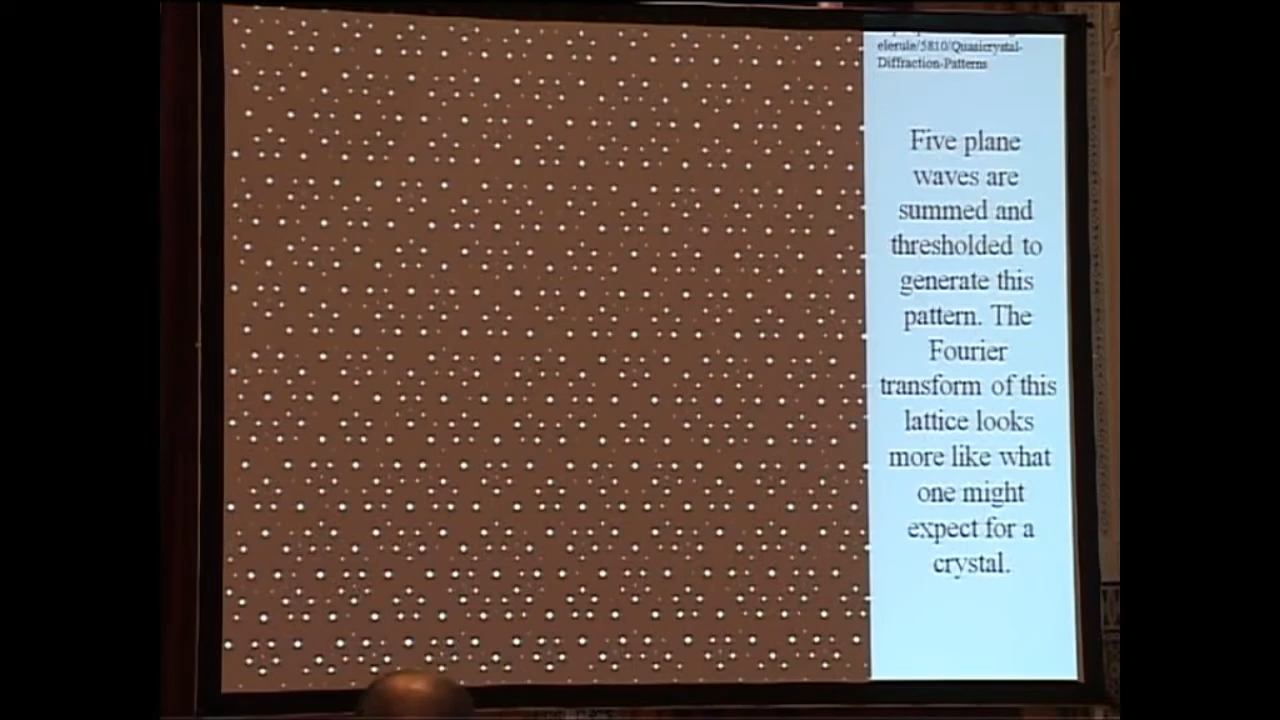 elerule/5810/Quasicrystal-
Diffraction-Patterns
Five plane
waves are
summed and
thresholded to
generate this
pattern. The
Fourier
transform of this
lattice looks
more like what
one might
expect for a
crystal.